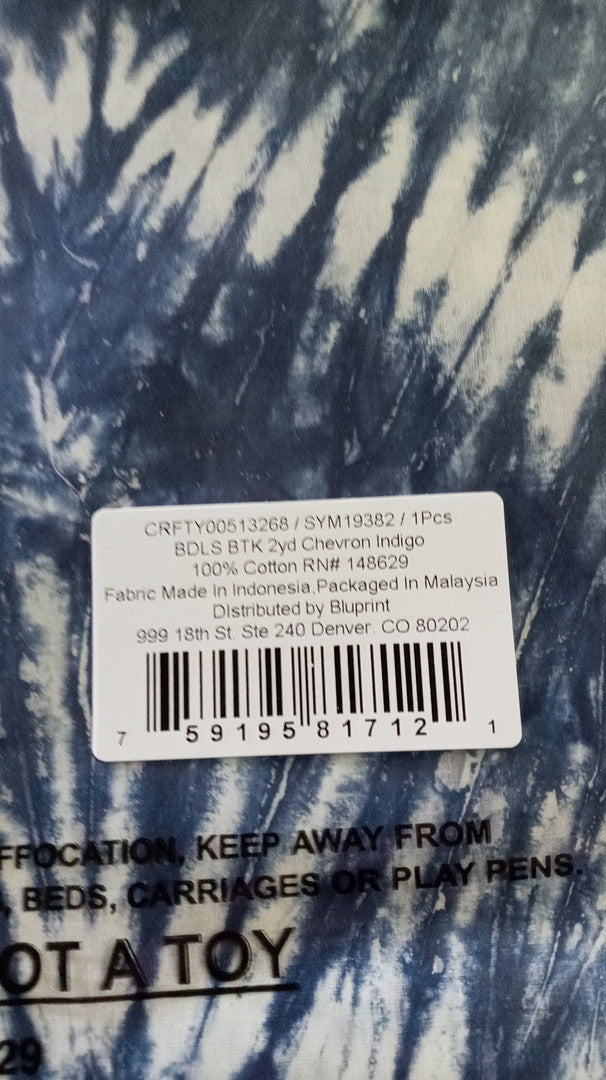 CRFTY00513268 / SYM19382 / 1Pcs
BDLS BTK 2yd Chevron Indigo
100% Cotton RN# 148629
Fabric Made In Indonesia,Packaged In Malaysia
DIstributed by Bluprint
999 18th St. Ste 240 Denver. CO 80202
7 59195 81712 1
FFOCATION, KEEP AWAY FROM
, BEDS, CARRIAGES OR PLAY PENS.
OT A TOY
29